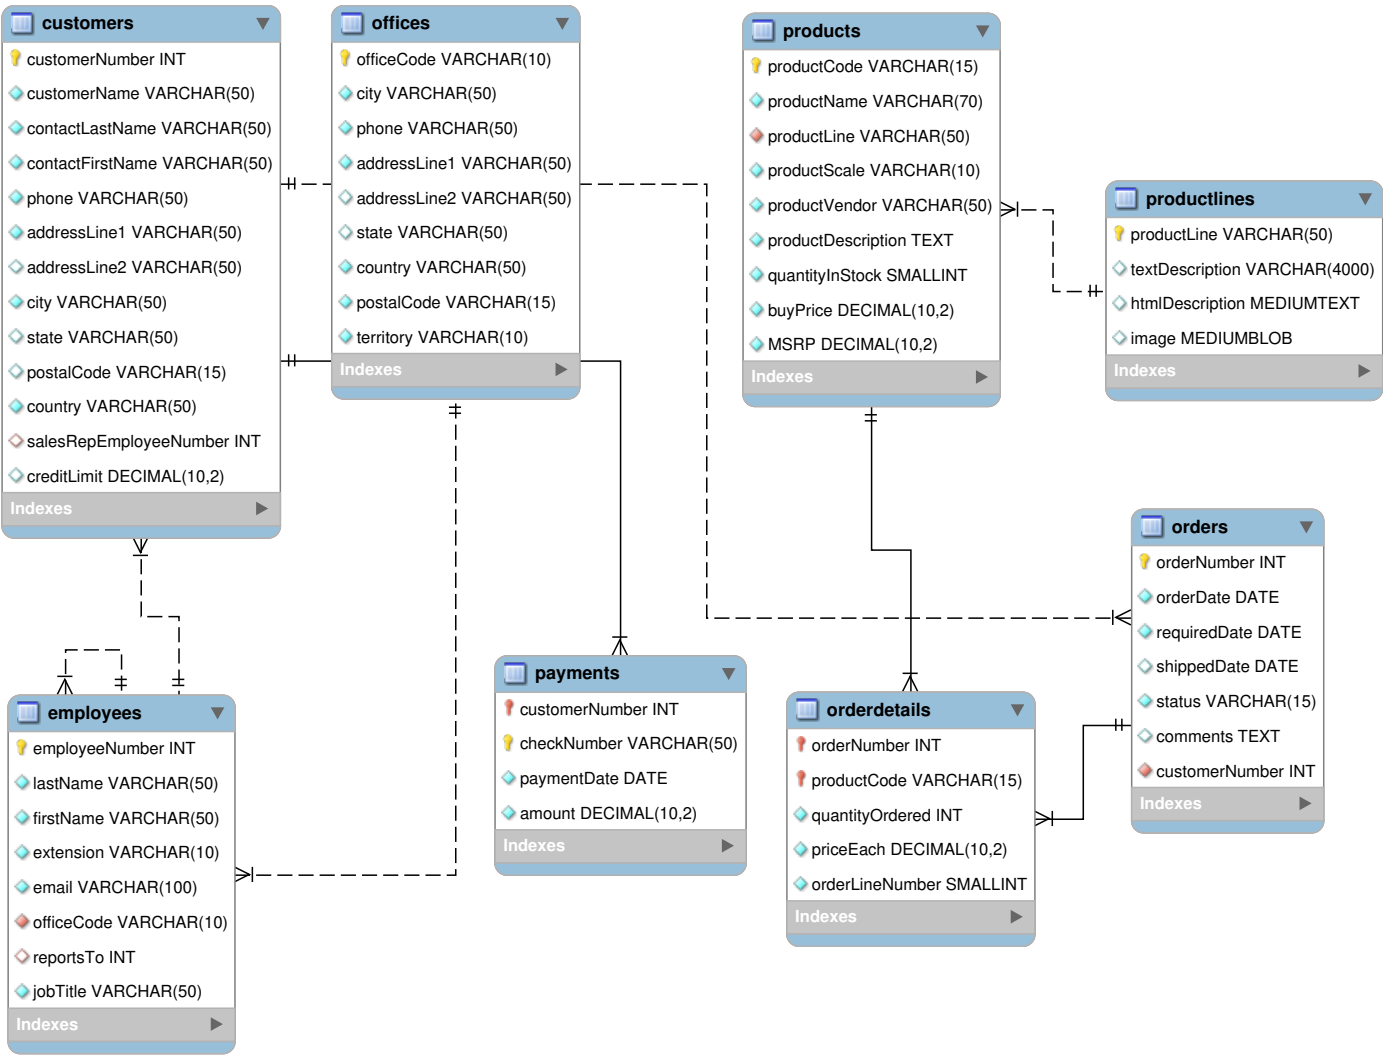 customers
customerNumber INT
customerName VARCHAR(50)
contactLastName VARCHAR(50)
contactFirstName VARCHAR(50)
phone VARCHAR(50)
addressLine1 VARCHAR(50)
addressLine2 VARCHAR(50)
city VARCHAR(50)
state VARCHAR(50)
postalCode VARCHAR(15)
country VARCHAR(50)
salesRepEmployeeNumber INT
creditLimit DECIMAL(10,2)
Indexes
offices
officeCode VARCHAR(10)
city VARCHAR(50)
phone VARCHAR(50)
addressLine1 VARCHAR(50)
addressLine2 VARCHAR(50)
state VARCHAR(50)
country VARCHAR(50)
postalCode VARCHAR(15)
territory VARCHAR(10)
Indexes
products
productCode VARCHAR(15)
productName VARCHAR(70)
productLine VARCHAR(50)
productScale VARCHAR(10)
productVendor VARCHAR(50)
productDescription TEXT
quantityInStock SMALLINT
buyPrice DECIMAL(10,2)
MSRP DECIMAL(10,2)
Indexes
productlines
productLine VARCHAR(50)
textDescription VARCHAR(4000)
htmlDescription MEDIUMTEXT
image MEDIUMBLOB
Indexes
employees
employeeNumber INT
lastName VARCHAR(50)
firstName VARCHAR(50)
extension VARCHAR(10)
email VARCHAR(100)
officeCode VARCHAR(10)
reportsTo INT
jobTitle VARCHAR(50)
Indexes
payments
customerNumber INT
checkNumber VARCHAR(50)
paymentDate DATE
amount DECIMAL(10,2)
Indexes
orderdetails
orderNumber INT
productCode VARCHAR(15)
quantityOrdered INT
priceEach DECIMAL(10,2)
orderLineNumber SMALLINT
Indexes
orders
orderNumber INT
orderDate DATE
requiredDate DATE
shippedDate DATE
status VARCHAR(15)
comments TEXT
customerNumber INT
Indexes